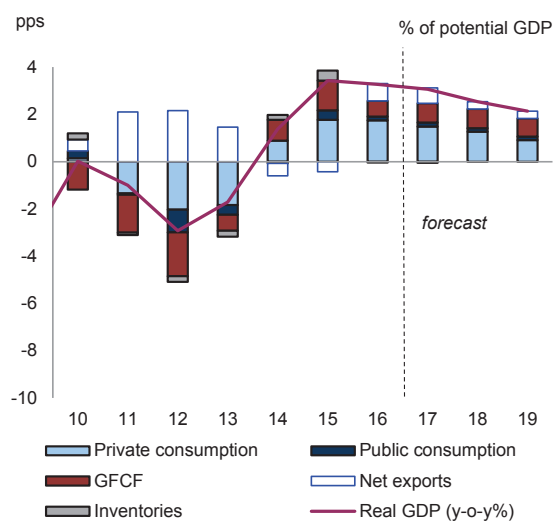 pps
% of potential GDP
4
2
0
-2
-4
-6
-8
-10
forecast
10 11 12 13 14 15 16 17 18 19
Private consumption Public consumption
GFCF Net exports
Inventories Real GDP (y-o-y%)